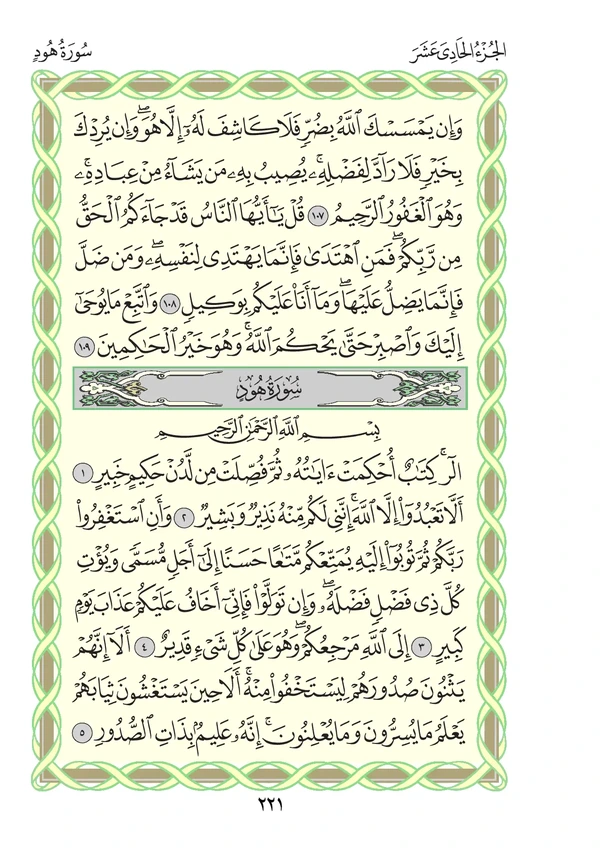 الجُزْءُ الحَادِى عَشَرَ
سُورَةُ هُودٍ
وَإِن يَمْسَسْكَ ٱللَّهُ بِضُرٍّ فَلَا كَاشِفَ لَهُۥٓ إِلَّا هُوَۖ وَإِن يُرِدْكَ
بِخَيْرٍ فَلَا رَآدَّ لِفَضْلِهِۦۚ يُصِيبُ بِهِۦ مَن يَشَآءُ مِنْ عِبَادِهِۦۚ
وَهُوَ ٱلْغَفُورُ ٱلرَّحِيمُ ١٠٧ قُلْ يَٰٓأَيُّهَا ٱلنَّاسُ قَدْ جَآءَكُمُ ٱلْحَقُّ
مِن رَّبِّكُمْۖ فَمَنِ ٱهْتَدَىٰ فَإِنَّمَا يَهْتَدِى لِنَفْسِهِۦۖ وَمَن ضَلَّ
فَإِنَّمَا يَضِلُّ عَلَيْهَاۖ وَمَآ أَنَا۠ عَلَيْكُم بِوَكِيلٍ ١٠٨ وَٱتَّبِعْ مَا يُوحَىٰٓ
إِلَيْكَ وَٱصْبِرْ حَتَّىٰ يَحْكُمَ ٱللَّهُۚ وَهُوَ خَيْرُ ٱلْحَٰكِمِينَ ١٠٩
سُورَةُ هُودٍ
بِسْمِ ٱللَّهِ ٱلرَّحْمَٰنِ ٱلرَّحِيمِ
الٓرۚ كِتَٰبٌ أُحْكِمَتْ ءَايَٰتُهُۥ ثُمَّ فُصِّلَتْ مِن لَّدُنْ حَكِيمٍ خَبِيرٍ ١
أَلَّا تَعْبُدُوٓا۟ إِلَّا ٱللَّهَۚ إِنَّنِى لَكُم مِّنْهُ نَذِيرٌ وَبَشِيرٌ ٢ وَأَنِ ٱسْتَغْفِرُوا۟
رَبَّكُمْ ثُمَّ تُوبُوٓا۟ إِلَيْهِ يُمَتِّعْكُم مَّتَٰعًا حَسَنًا إِلَىٰٓ أَجَلٍ مُّسَمًّى وَيُؤْتِ
كُلَّ ذِى فَضْلٍ فَضْلَهُۥۖ وَإِن تَوَلَّوْا۟ فَإِنِّىٓ أَخَافُ عَلَيْكُمْ عَذَابَ يَوْمٍ
كَبِيرٍ ٣ إِلَى ٱللَّهِ مَرْجِعُكُمْۖ وَهُوَ عَلَىٰ كُلِّ شَىْءٍ قَدِيرٌ ٤ أَلَآ إِنَّهُمْ
يَثْنُونَ صُدُورَهُمْ لِيَسْتَخْفُوا۟ مِنْهُۚ أَلَا حِينَ يَسْتَغْشُونَ ثِيَابَهُمْ
يَعْلَمُ مَا يُسِرُّونَ وَمَا يُعْلِنُونَۚ إِنَّهُۥ عَلِيمٌۢ بِذَاتِ ٱلصُّدُورِ ٥
٢٢١